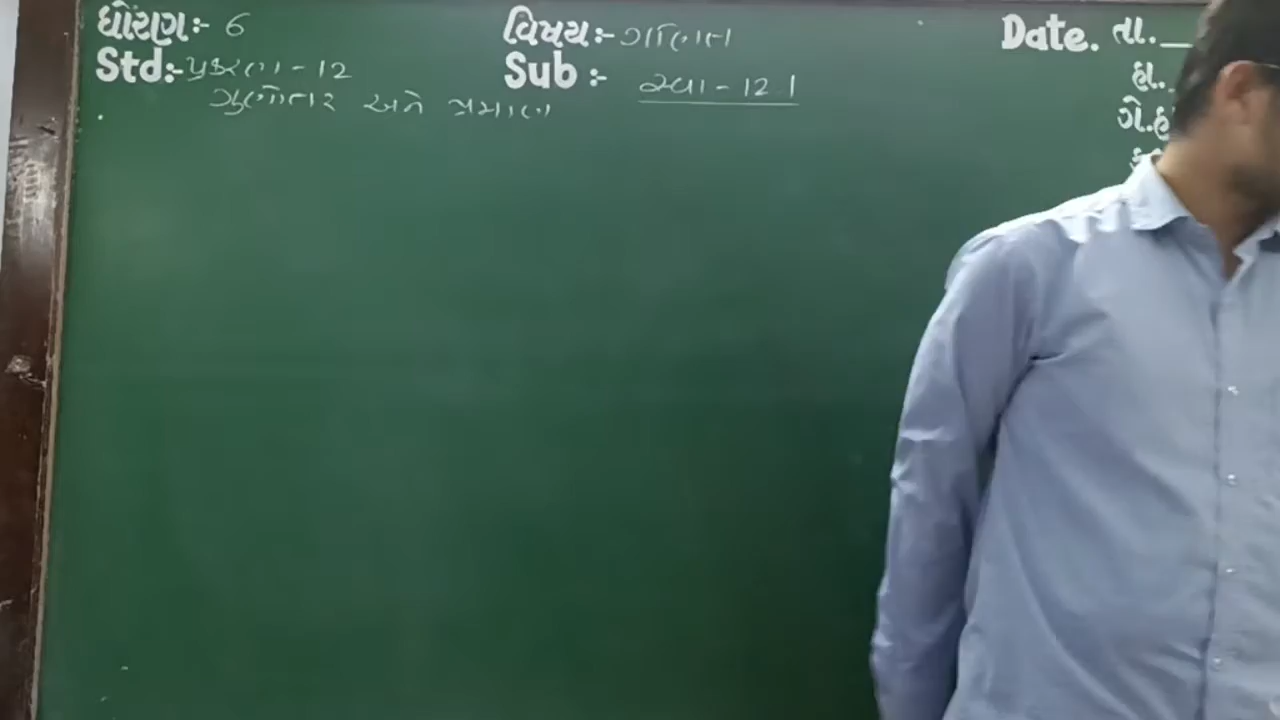 ધોરણ:- 6
વિષય:- ગણિત
Date. તા.
Std:- પ્રકરણ - 12
Sub :- સ્વા - 12.1
હા.
ગુણોત્તર અને પ્રમાણ
ગે.હ